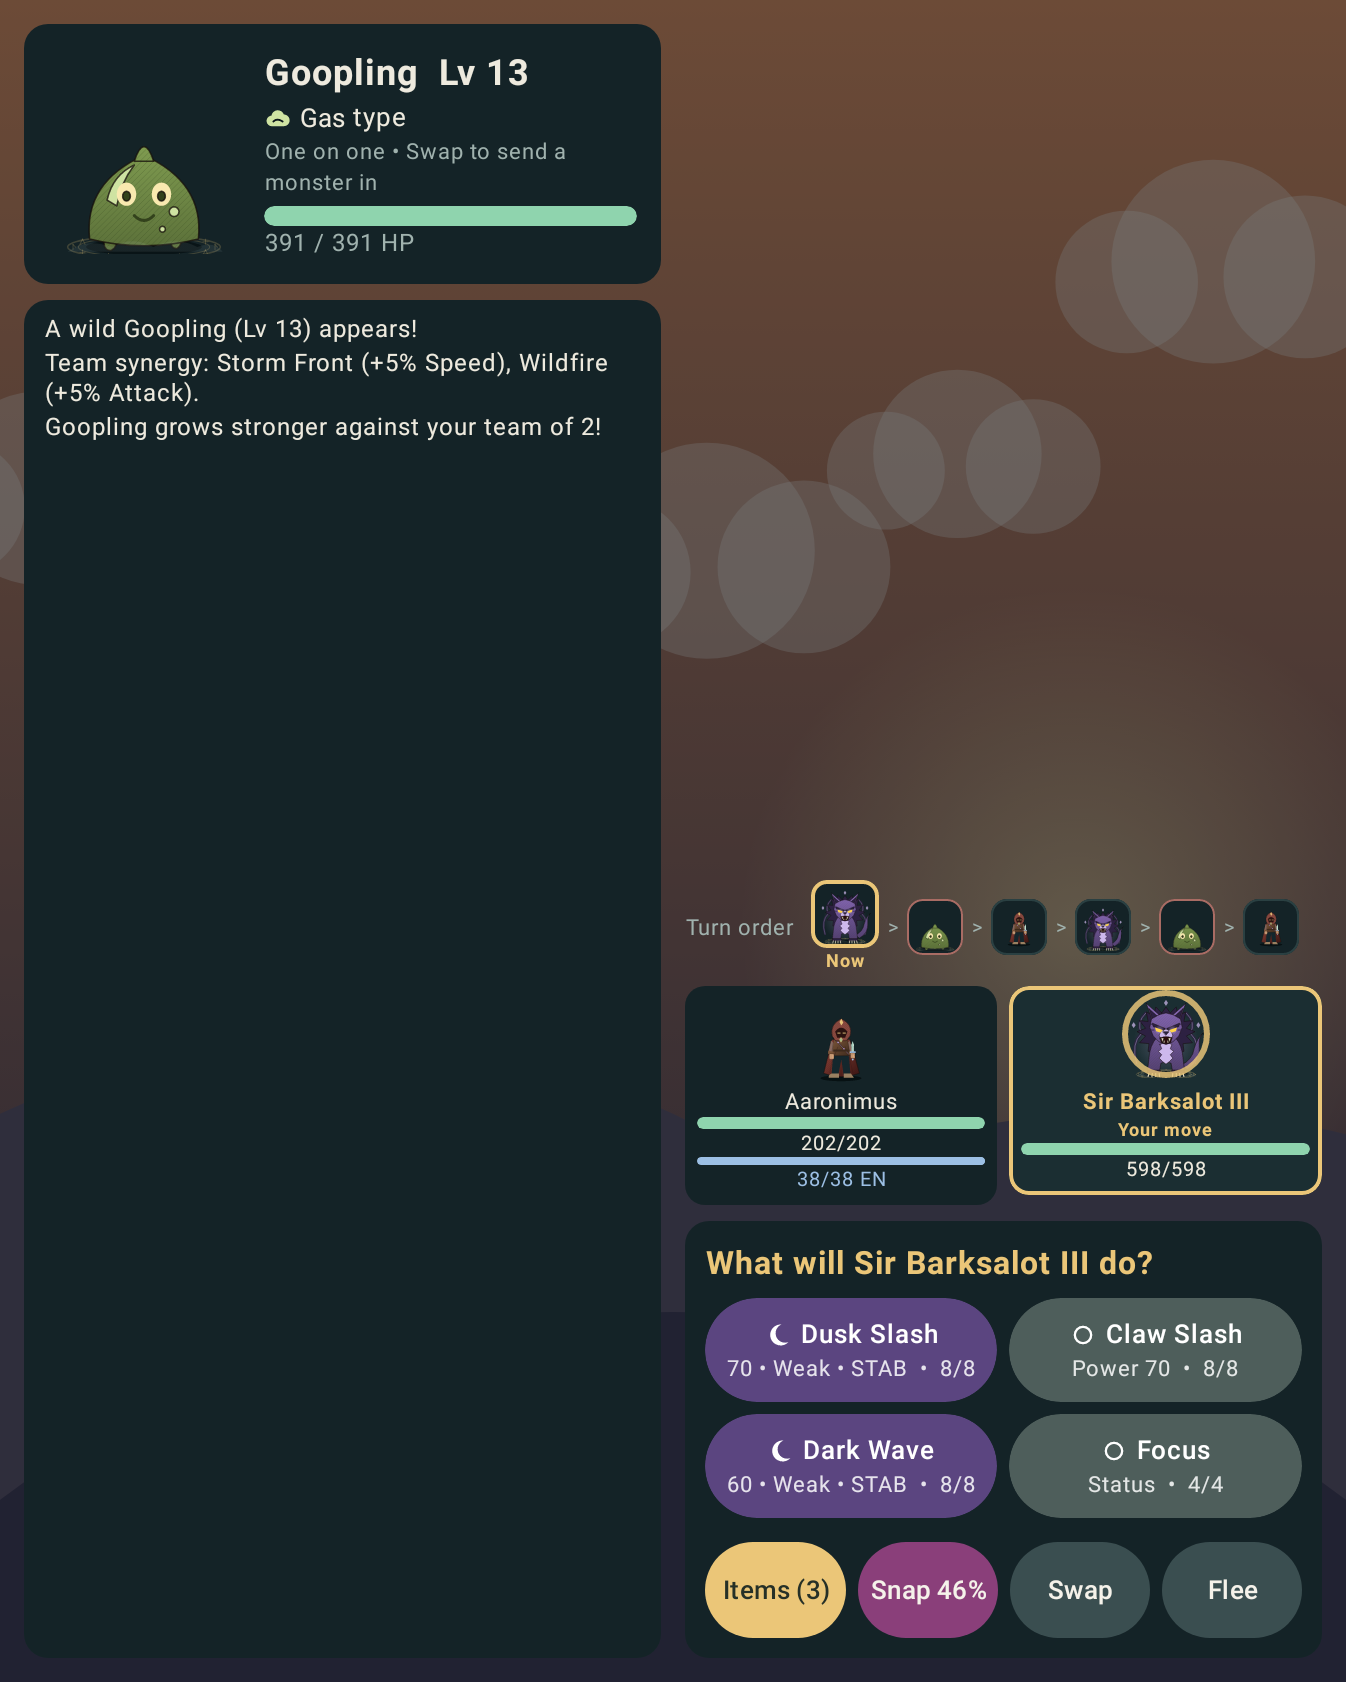 Goopling Lv 13
Gas type
One on one • Swap to send a
monster in
391 / 391 HP
A wild Goopling (Lv 13) appears!
Team synergy: Storm Front (+5% Speed), Wildfire
(+5% Attack).
Goopling grows stronger against your team of 2!
Turn order
>
>
>
>
>
Now
Aaronimus
202/202
38/38 EN
Sir Barksalot III
Your move
598/598
What will Sir Barksalot III do?
Dusk Slash
70 • Weak • STAB • 8/8
Claw Slash
Power 70 • 8/8
Dark Wave
60 • Weak • STAB • 8/8
Focus
Status • 4/4
Items (3)
Snap 46%
Swap
Flee